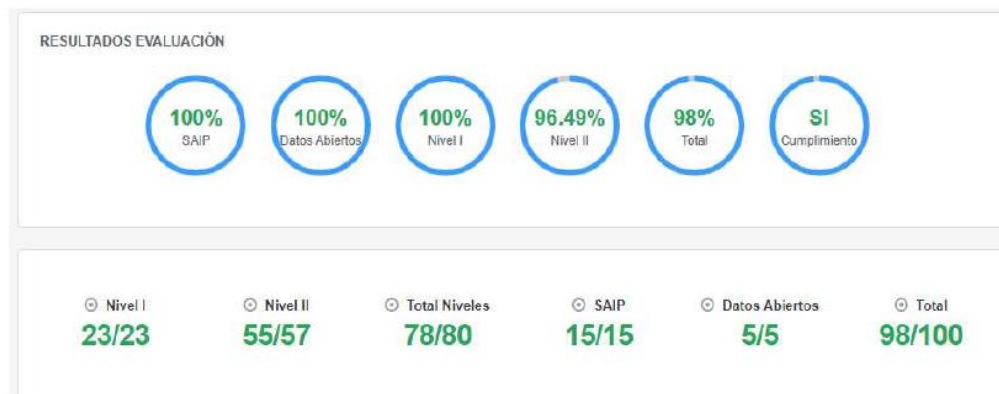 RESULTADOS EVALUACIÓN
100% 100% 100% 96.49% 98% SI
SAIP Datos Abiertos Nivel I Nivel II Total Cumplimiento
Nivel I Nivel II Total Niveles SAIP Datos Abiertos Total
23/23 55/57 78/80 15/15 5/5 98/100